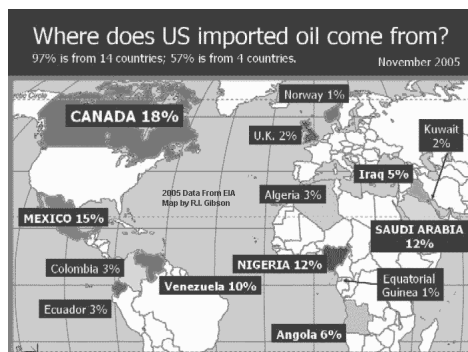 Where does US imported oil come from?
97% is from 14 countries; 57% is from 4 countries.
November 2005
Norway 1%
CANADA 18%
U.K. 2%
Kuwait
2%
Iraq 5%
2005 Data From EIA
Map by R.I. Gibson
Algeria 3%
MEXICO 15%
SAUDI ARABIA
12%
Colombia 3%
NIGERIA 12%
Venezuela 10%
Equatorial
Guinea 1%
Ecuador 3%
Angola 6%